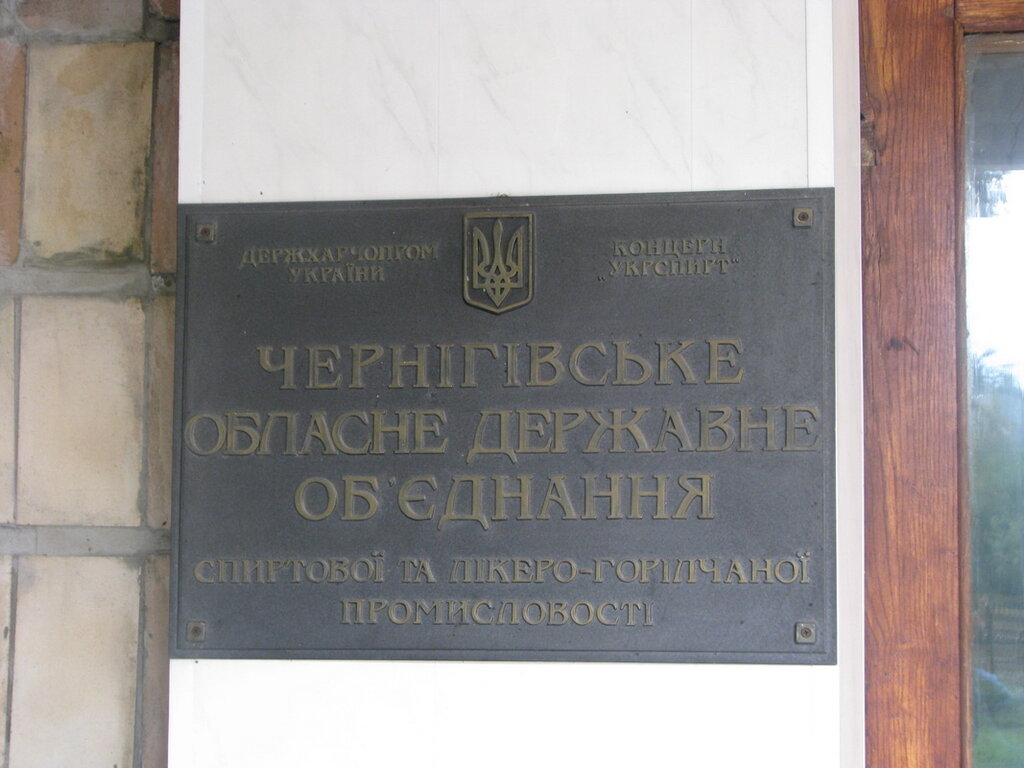 ДЕРЖХАРЧОПРОМ
УКРАЇНИ
КОНЦЕРН
„УКРСПИРТ“
ЧЕРНІГІВСЬКЕ
ОБЛАСНЕ ДЕРЖАВНЕ
ОБ'ЄДНАННЯ
СПИРТОВОЇ ТА ЛІКЕРО-ГОРІЛЧАНОЇ
ПРОМИСЛОВОСТІ